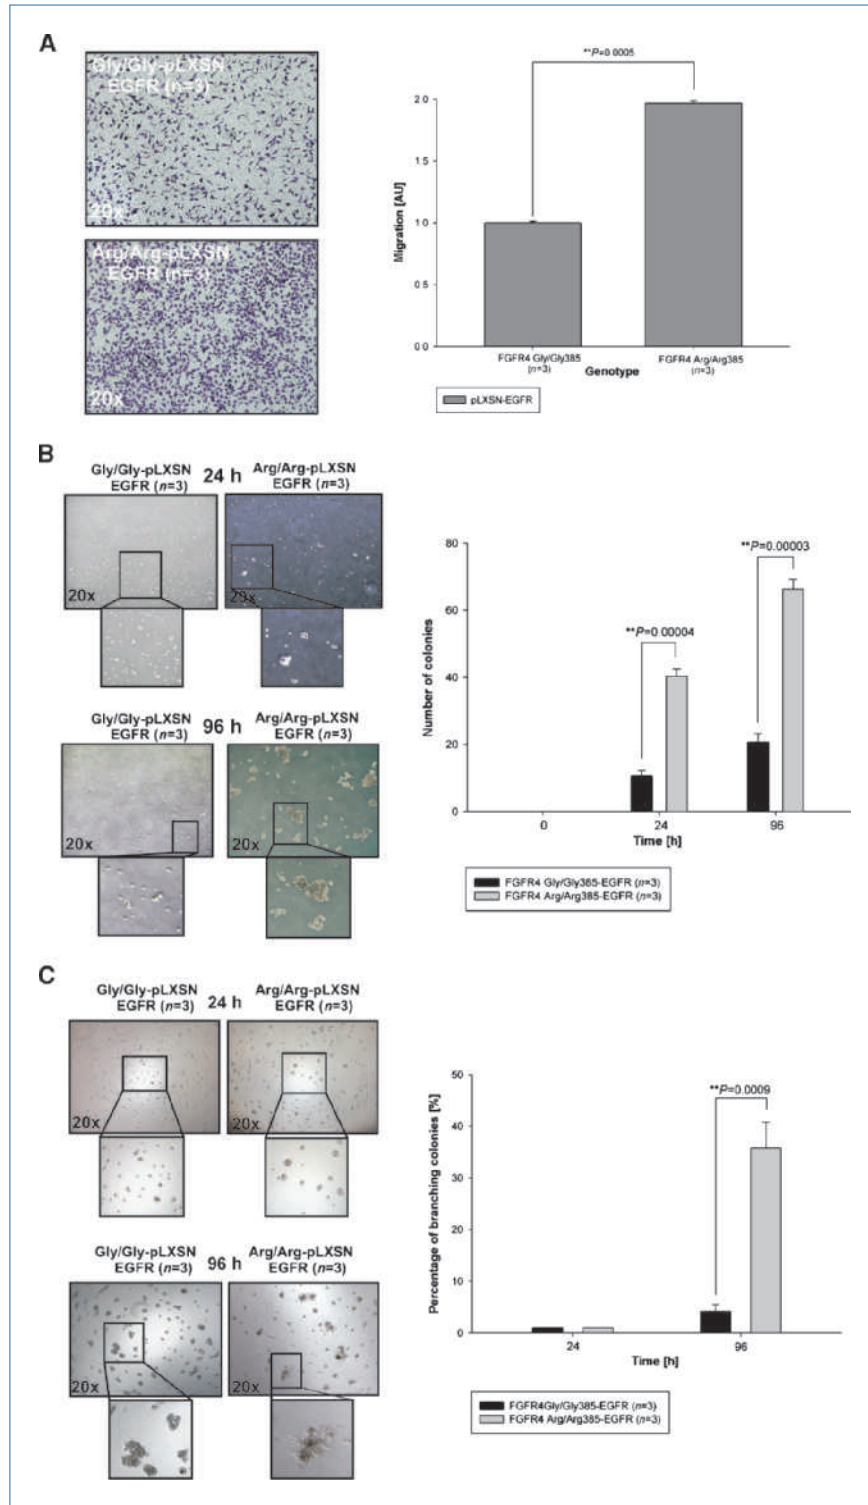 A
Gly/Gly-pLXSN
EGFR (n=3)
20x
Arg/Arg-pLXSN
EGFR (n=3)
20x
**P=0.0005
Migration [AU]
2.0
1.5
1.0
0.5
0.0
FGFR4 Gly/Gly385
(n=3)
FGFR4 Arg/Arg385
(n=3)
Genotype
pLXSN-EGFR
B
Gly/Gly-pLXSN
EGFR (n=3)
24 h
Arg/Arg-pLXSN
EGFR (n=3)
20x
20x
Gly/Gly-pLXSN
EGFR (n=3)
96 h
Arg/Arg-pLXSN
EGFR (n=3)
20x
20x
Number of colonies
80
60
40
20
0
**P=0.00004
**P=0.00003
0
24
96
Time [h]
FGFR4 Gly/Gly385-EGFR (n=3)
FGFR4 Arg/Arg385-EGFR (n=3)
C
Gly/Gly-pLXSN
EGFR (n=3)
24 h
Arg/Arg-pLXSN
EGFR (n=3)
20x
20x
Gly/Gly-pLXSN
EGFR (n=3)
96 h
Arg/Arg-pLXSN
EGFR (n=3)
20x
20x
Percentage of branching colonies [%]
50
40
30
20
10
0
**P=0.0009
24
96
Time [h]
FGFR4Gly/Gly385-EGFR (n=3)
FGFR4 Arg/Arg385-EGFR (n=3)